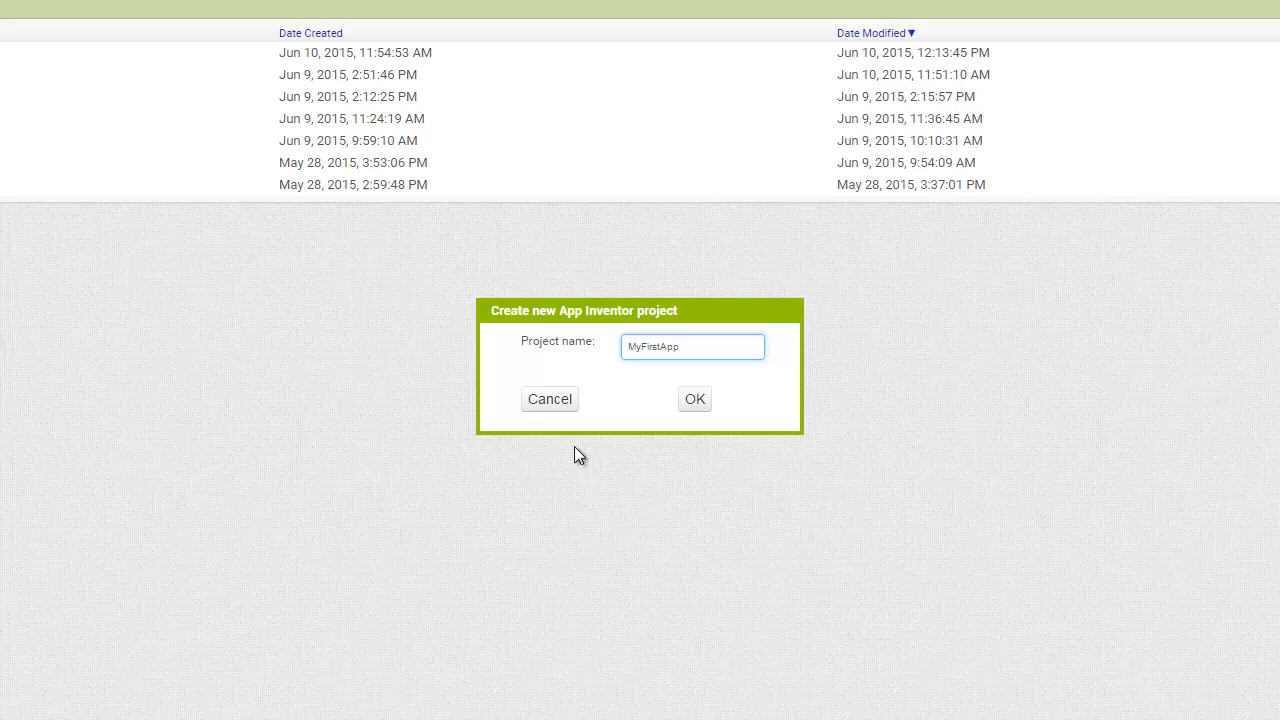 Date Created Date Modified▼
Jun 10, 2015, 11:54:53 AM Jun 10, 2015, 12:13:45 PM
Jun 9, 2015, 2:51:46 PM Jun 10, 2015, 11:51:10 AM
Jun 9, 2015, 2:12:25 PM Jun 9, 2015, 2:15:57 PM
Jun 9, 2015, 11:24:19 AM Jun 9, 2015, 11:36:45 AM
Jun 9, 2015, 9:59:10 AM Jun 9, 2015, 10:10:31 AM
May 28, 2015, 3:53:06 PM Jun 9, 2015, 9:54:09 AM
May 28, 2015, 2:59:48 PM May 28, 2015, 3:37:01 PM
Create new App Inventor project
Project name: MyFirstApp
Cancel OK